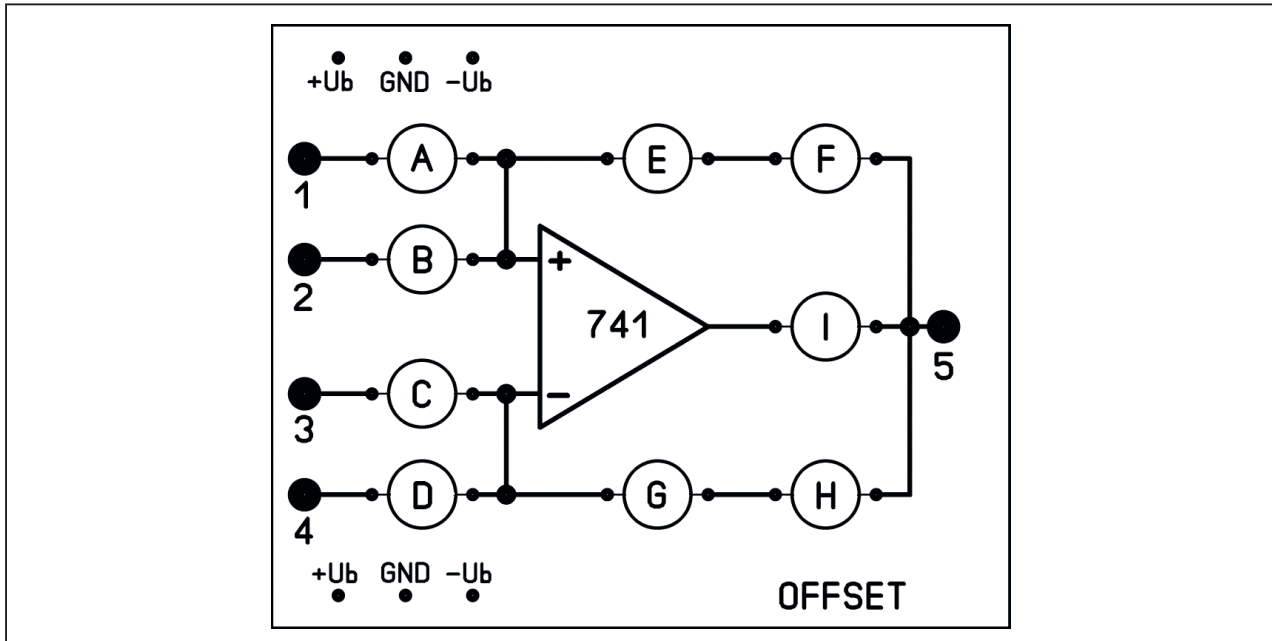 +Ub GND -Ub
A E F
1
B +
2
741 I
5
C -
3
D G H
4
+Ub GND -Ub
OFFSET